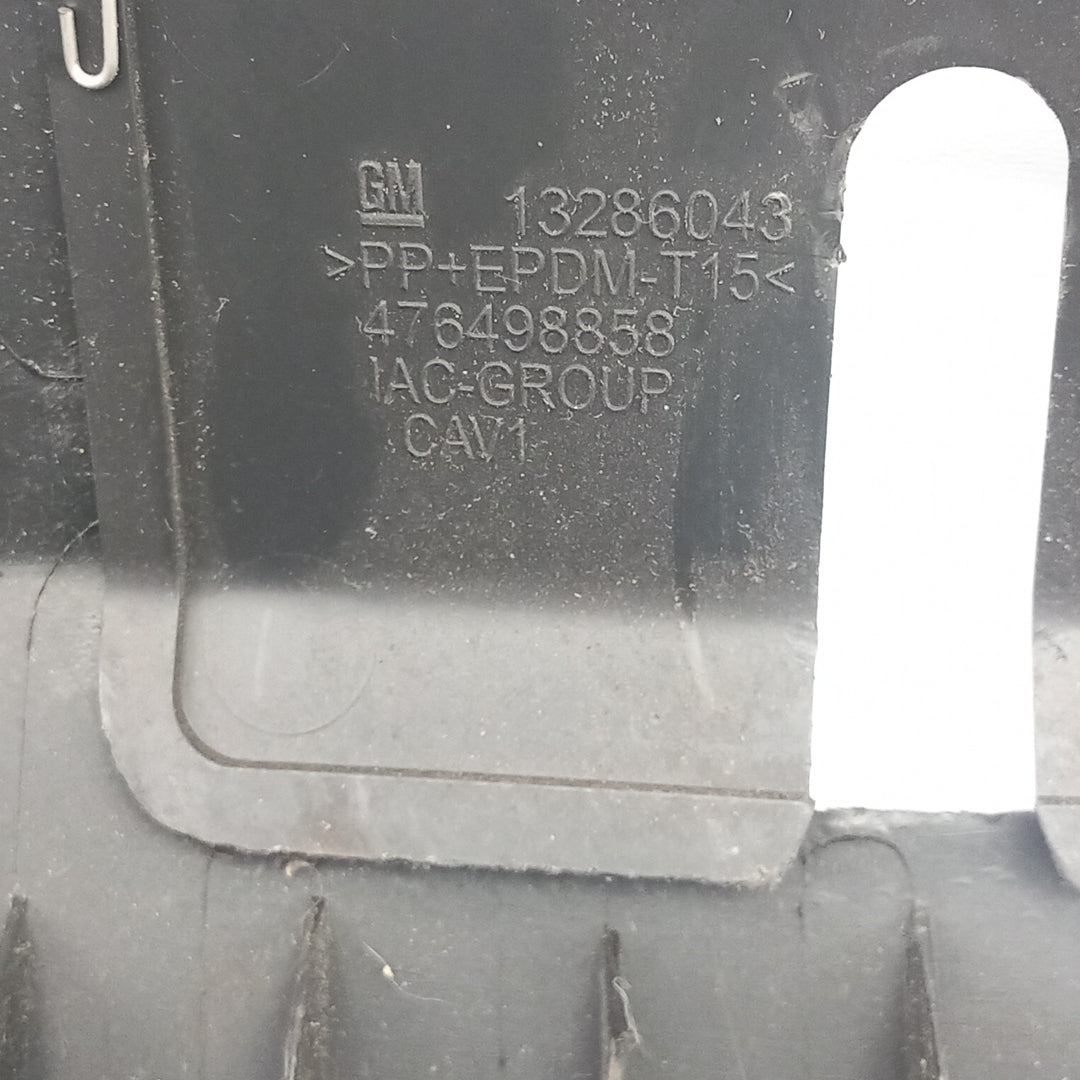 GM 13286043
>PP+EPDM-T15<
476498858
IAC-GROUP
CAV1